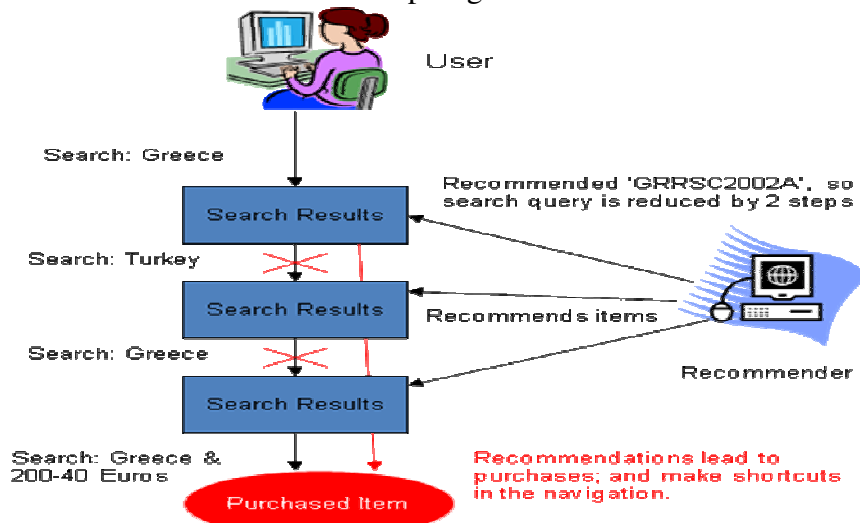 User
Search: Greece
Recommended 'GRRSC2002A', so
search query is reduced by 2 steps
Search Results
Search: Turkey
Search Results
Recommends items
Search: Greece
Recommender
Search Results
Search: Greece &
200-40 Euros
Recommendations lead to
purchases; and make shortcuts
in the navigation.
Purchased Item